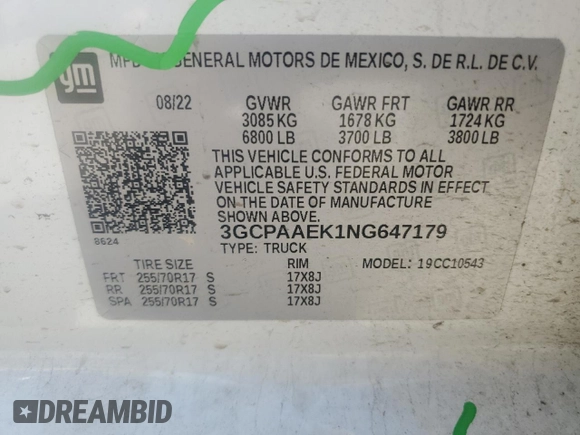 gm
MFD GENERAL MOTORS DE MEXICO, S. DE R.L. DE C.V.
08/22 GVWR GAWR FRT GAWR RR
3085 KG 1678 KG 1724 KG
6800 LB 3700 LB 3800 LB
THIS VEHICLE CONFORMS TO ALL
APPLICABLE U.S. FEDERAL MOTOR
VEHICLE SAFETY STANDARDS IN EFFECT
ON THE DATE OF MANUFACTURE
SHOWN ABOVE.
8624
3GCPAAEK1NG647179
TYPE: TRUCK
TIRE SIZE RIM MODEL: 19CC10543
FRT 255/70R17 S 17X8J
RR 255/70R17 S 17X8J
SPA 255/70R17 S 17X8J
DREAMBID